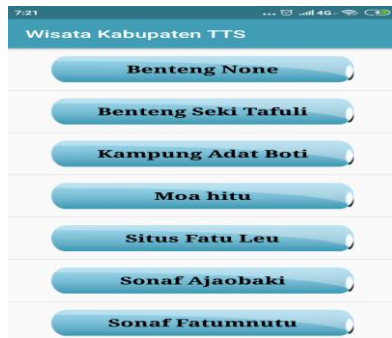 7:21 ... 4G
Wisata Kabupaten TTS
Benteng None
Benteng Seki Tafuli
Kampung Adat Boti
Moa hitu
Situs Fatu Leu
Sonaf Ajaobaki
Sonaf Fatumnutu